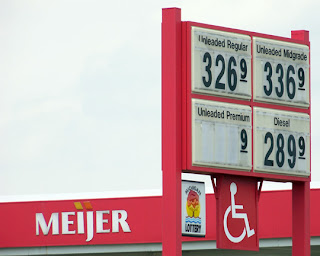 Unleaded Regular
326 9
Unleaded Midgrade
336 9
Unleaded Premium
9
Diesel
289 9
MEIJER
LOTTERY